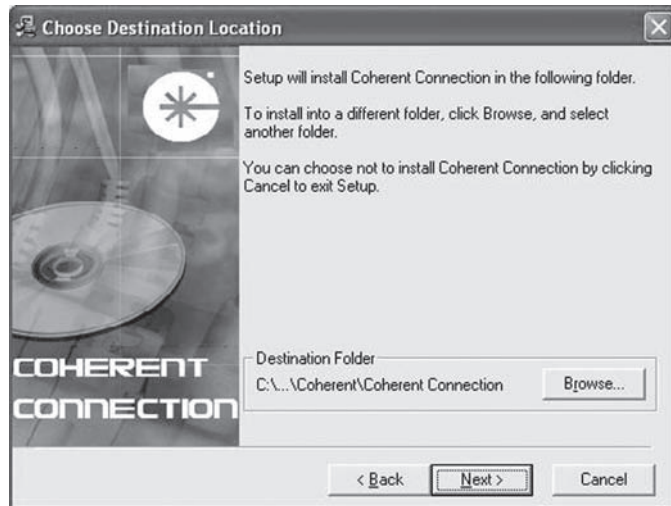 Choose Destination Location
Setup will install Coherent Connection in the following folder.
To install into a different folder, click Browse, and select
another folder.
You can choose not to install Coherent Connection by clicking
Cancel to exit Setup.
COHERENT
CONNECTION
Destination Folder
C:\...\Coherent\Coherent Connection
Browse...
< Back
Next >
Cancel